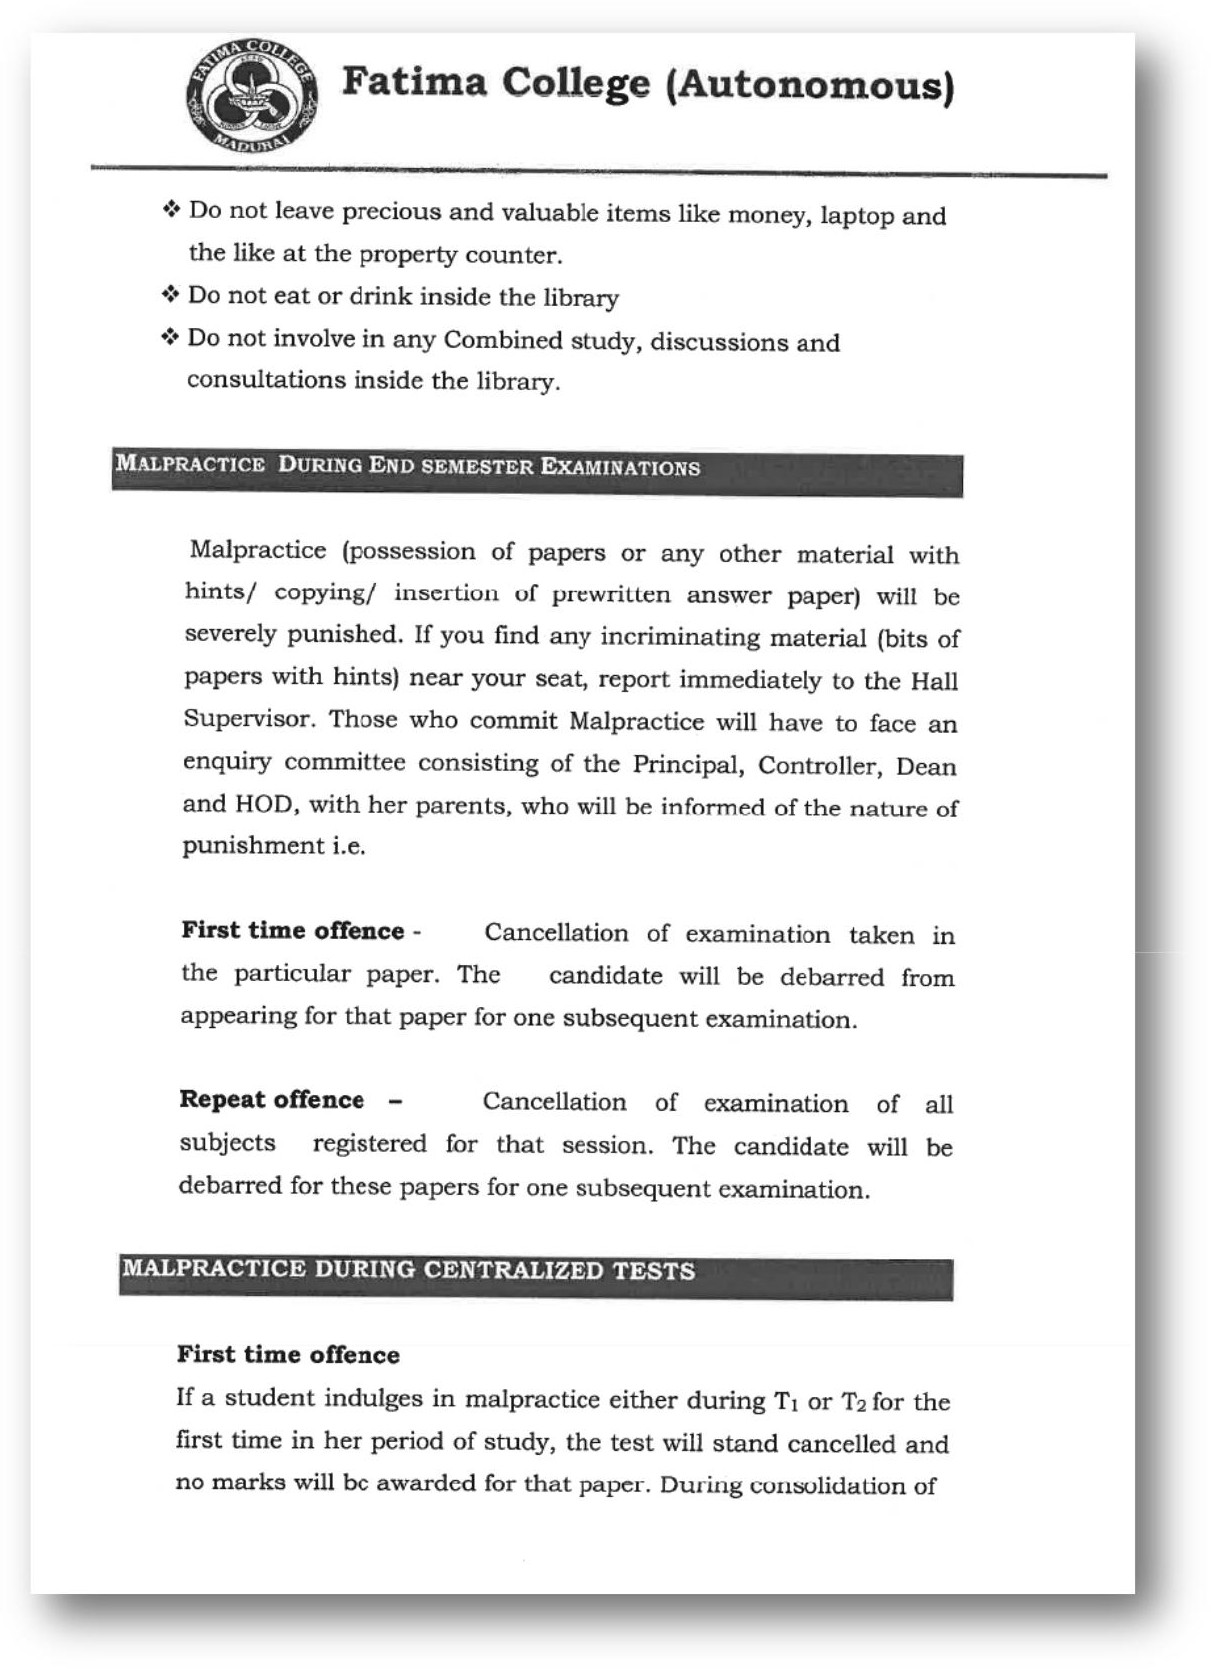 FATIMA COLLEGE
MADURAI
Fatima College (Autonomous)
❖ Do not leave precious and valuable items like money, laptop and
the like at the property counter.
❖ Do not eat or drink inside the library
❖ Do not involve in any Combined study, discussions and
consultations inside the library.
MALPRACTICE DURING END SEMESTER EXAMINATIONS
Malpractice (possession of papers or any other material with
hints/ copying/ insertion of prewritten answer paper) will be
severely punished. If you find any incriminating material (bits of
papers with hints) near your seat, report immediately to the Hall
Supervisor. Those who commit Malpractice will have to face an
enquiry committee consisting of the Principal, Controller, Dean
and HOD, with her parents, who will be informed of the nature of
punishment i.e.
First time offence - Cancellation of examination taken in
the particular paper. The candidate will be debarred from
appearing for that paper for one subsequent examination.
Repeat offence – Cancellation of examination of all
subjects registered for that session. The candidate will be
debarred for these papers for one subsequent examination.
MALPRACTICE DURING CENTRALIZED TESTS
First time offence
If a student indulges in malpractice either during T1 or T2 for the
first time in her period of study, the test will stand cancelled and
no marks will be awarded for that paper. During consolidation of